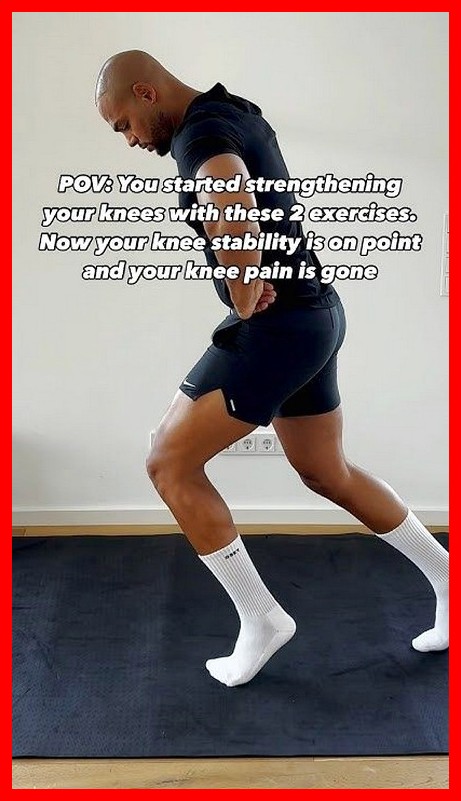 POV: You started strengthening
your knees with these 2 exercises.
Now your knee stability is on point
and your knee pain is gone